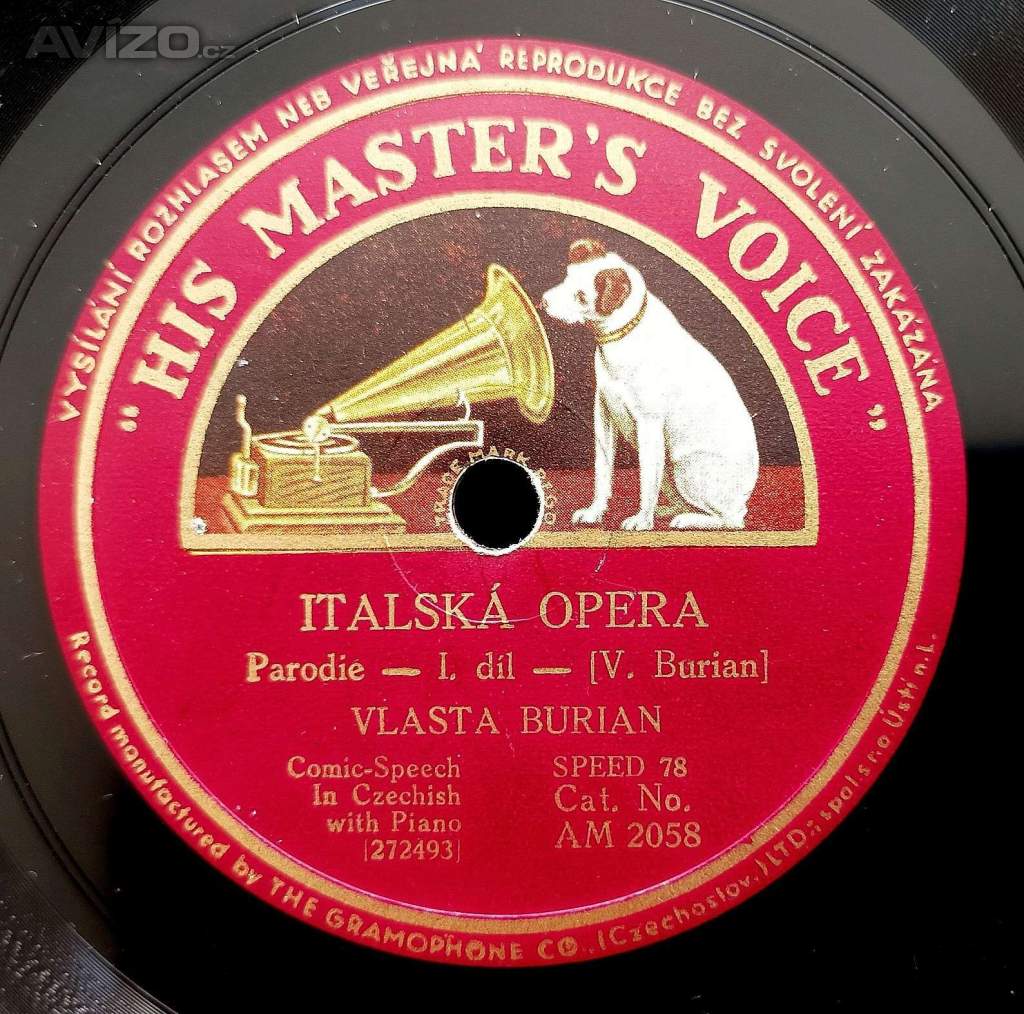 AVÍZO.cz
VYSÍLÁNÍ ROZHLASEM NEB VEŘEJNÁ REPRODUKCE BEZ SVOLENÍ ZAKÁZÁNA
"HIS MASTER'S VOICE"
TRADE MARK REGD
ITALSKÁ OPERA
Parodie — I. díl — [V. Burian]
VLASTA BURIAN
Comic-Speech
In Czechish
with Piano
[272493]
SPEED 78
Cat. No.
AM 2058
Record manufactured by THE GRAMOPHONE CO., (Czechoslov.) LTD.; spol. s r. o. Ústí n. L.